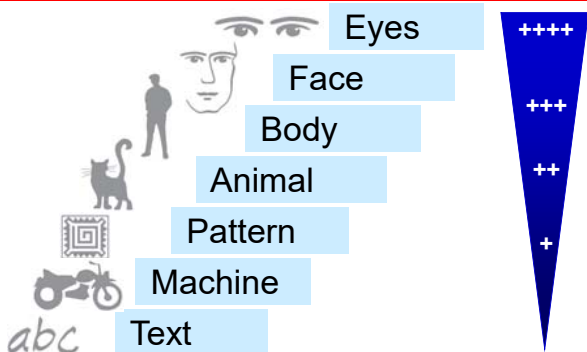 Eyes
++++
Face
+++
Body
++
Animal
Pattern
+
Machine
abc
Text